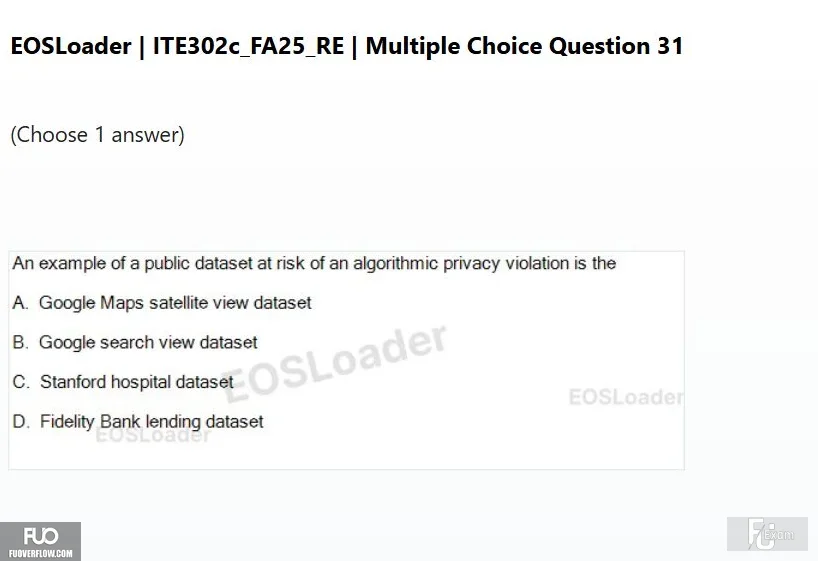 EOSLoader | ITE302c_FA25_RE | Multiple Choice Question 31
(Choose 1 answer)
An example of a public dataset at risk of an algorithmic privacy violation is the
A. Google Maps satellite view dataset
B. Google search view dataset
C. Stanford hospital dataset
D. Fidelity Bank lending dataset
EOSLoader
EOSLoader
EOSLoader
FUO
FUOVERFLOW.COM
FU
Exam